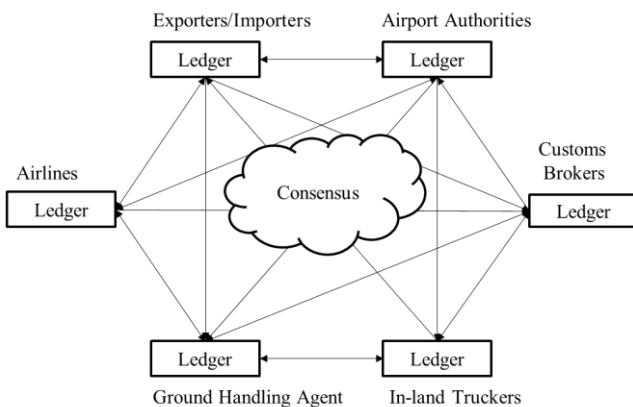 Exporters/Importers
Airport Authorities
Ledger
Ledger
Airlines
Customs
Brokers
Consensus
Ledger
Ledger
Ledger
Ledger
Ground Handling Agent
In-land Truckers